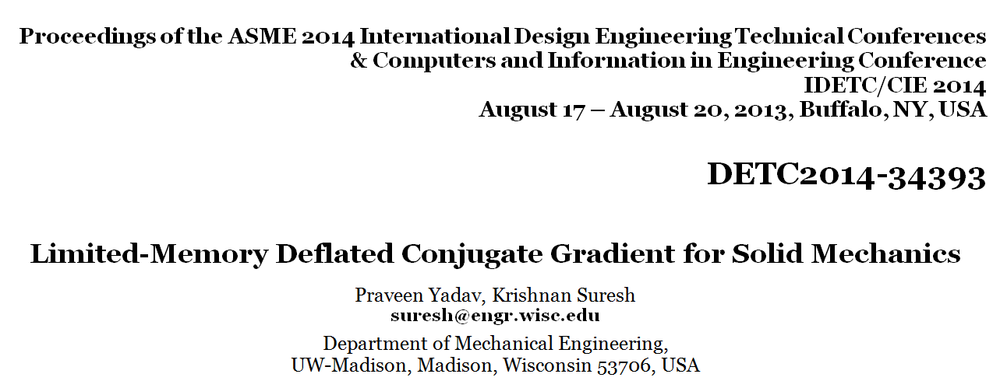 Proceedings of the ASME 2014 International Design Engineering Technical Conferences
& Computers and Information in Engineering Conference
IDETC/CIE 2014
August 17 – August 20, 2013, Buffalo, NY, USA
DETC2014-34393
Limited-Memory Deflated Conjugate Gradient for Solid Mechanics
Praveen Yadav, Krishnan Suresh
suresh@engr.wisc.edu
Department of Mechanical Engineering,
UW-Madison, Madison, Wisconsin 53706, USA